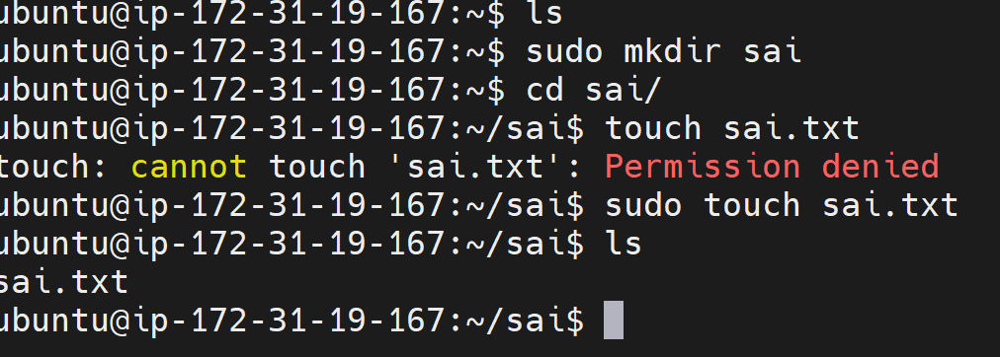 ubuntu@ip-172-31-19-167:~$ ls
ubuntu@ip-172-31-19-167:~$ sudo mkdir sai
ubuntu@ip-172-31-19-167:~$ cd sai/
ubuntu@ip-172-31-19-167:~/sai$ touch sai.txt
touch: cannot touch 'sai.txt': Permission denied
ubuntu@ip-172-31-19-167:~/sai$ sudo touch sai.txt
ubuntu@ip-172-31-19-167:~/sai$ ls
sai.txt
ubuntu@ip-172-31-19-167:~/sai$